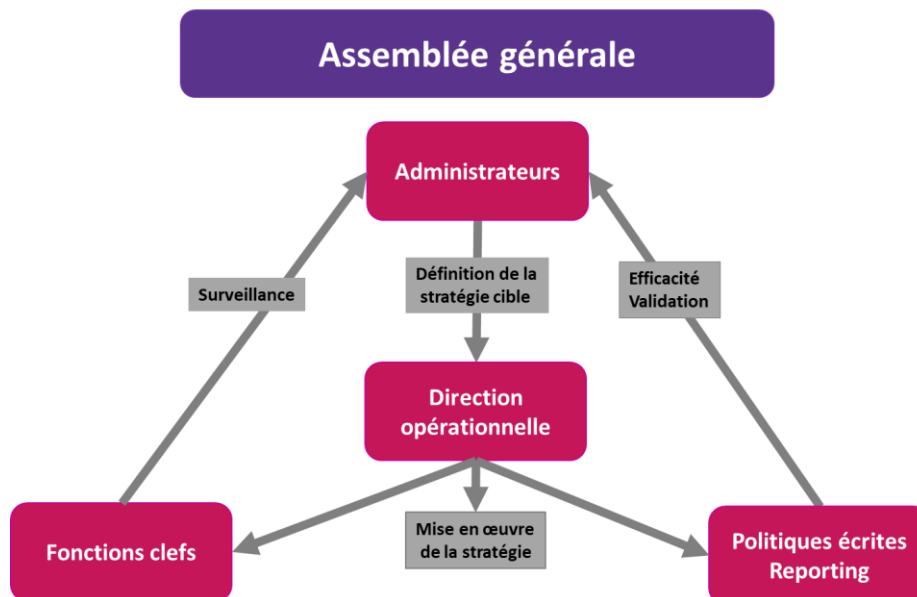 Assemblée générale
Administrateurs
Surveillance
Définition de la
stratégie cible
Efficacité
Validation
Direction
opérationnelle
Fonctions clefs
Mise en œuvre
de la stratégie
Politiques écrites
Reporting